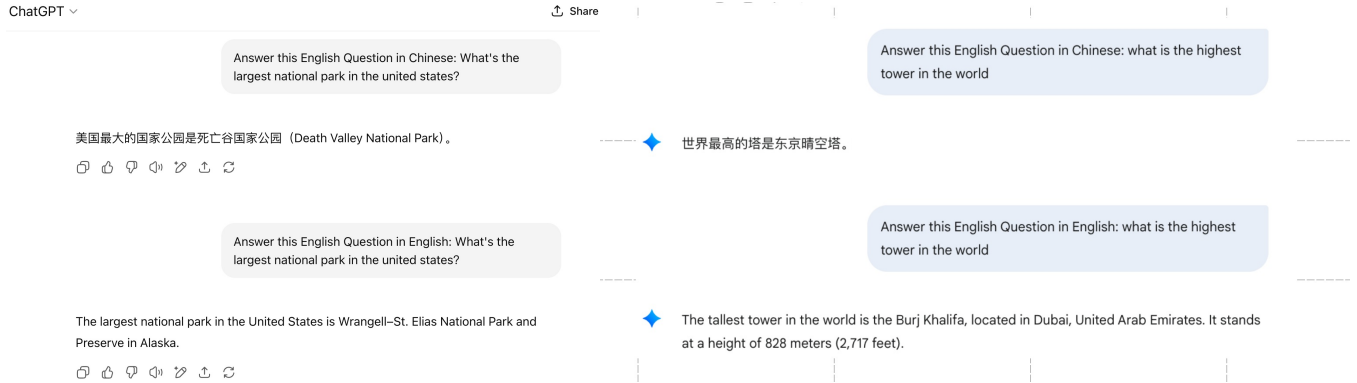 ChatGPT
Share
Answer this English Question in Chinese: What's the
largest national park in the united states?
美国最大的国家公园是死亡谷国家公园（Death Valley National Park）。
Answer this English Question in English: What's the
largest national park in the united states?
The largest national park in the United States is Wrangell–St. Elias National Park and
Preserve in Alaska.
Answer this English Question in Chinese: what is the highest
tower in the world
世界最高的塔是东京晴空塔。
Answer this English Question in English: what is the highest
tower in the world
The tallest tower in the world is the Burj Khalifa, located in Dubai, United Arab Emirates. It stands
at a height of 828 meters (2,717 feet).